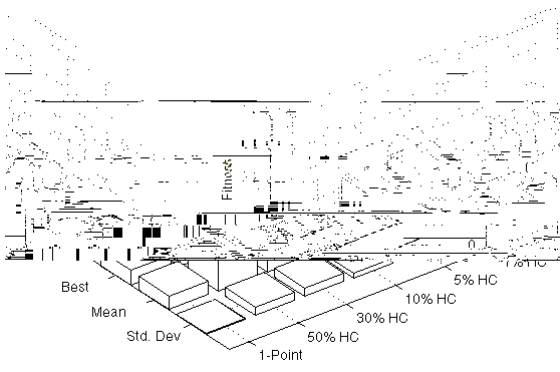 Fitness
Best
Mean
Std. Dev
1-Point
50% HC
30% HC
10% HC
5% HC